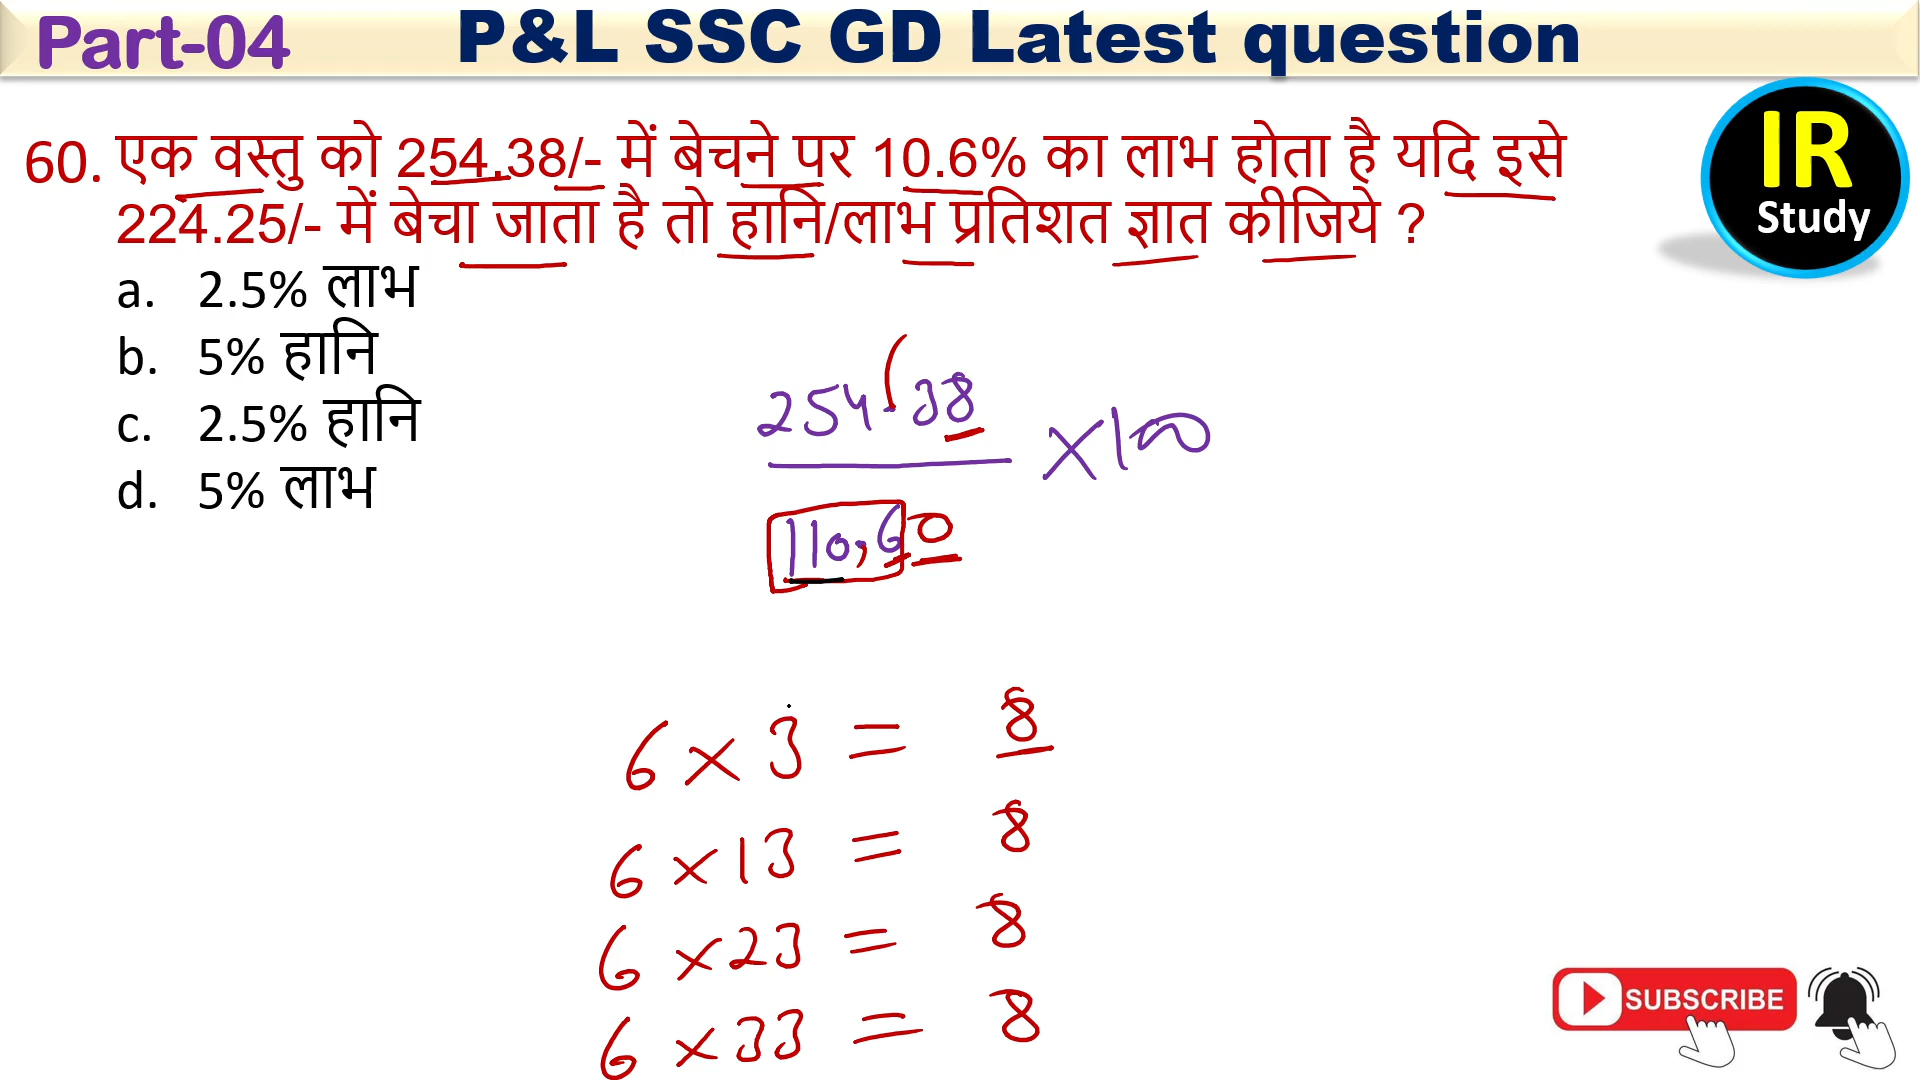 Part-04 P&L SSC GD Latest question
IR
Study
60. एक वस्तु को 254.38/- में बेचने पर 10.6% का लाभ होता है यदि इसे
224.25/- में बेचा जाता है तो हानि/लाभ प्रतिशत ज्ञात कीजिये ?
a. 2.5% लाभ
b. 5% हानि
c. 2.5% हानि
d. 5% लाभ
254.38
×100
110.60
6 × 3 = 8
6 × 13 = 8
6 × 23 = 8
6 × 33 = 8
SUBSCRIBE